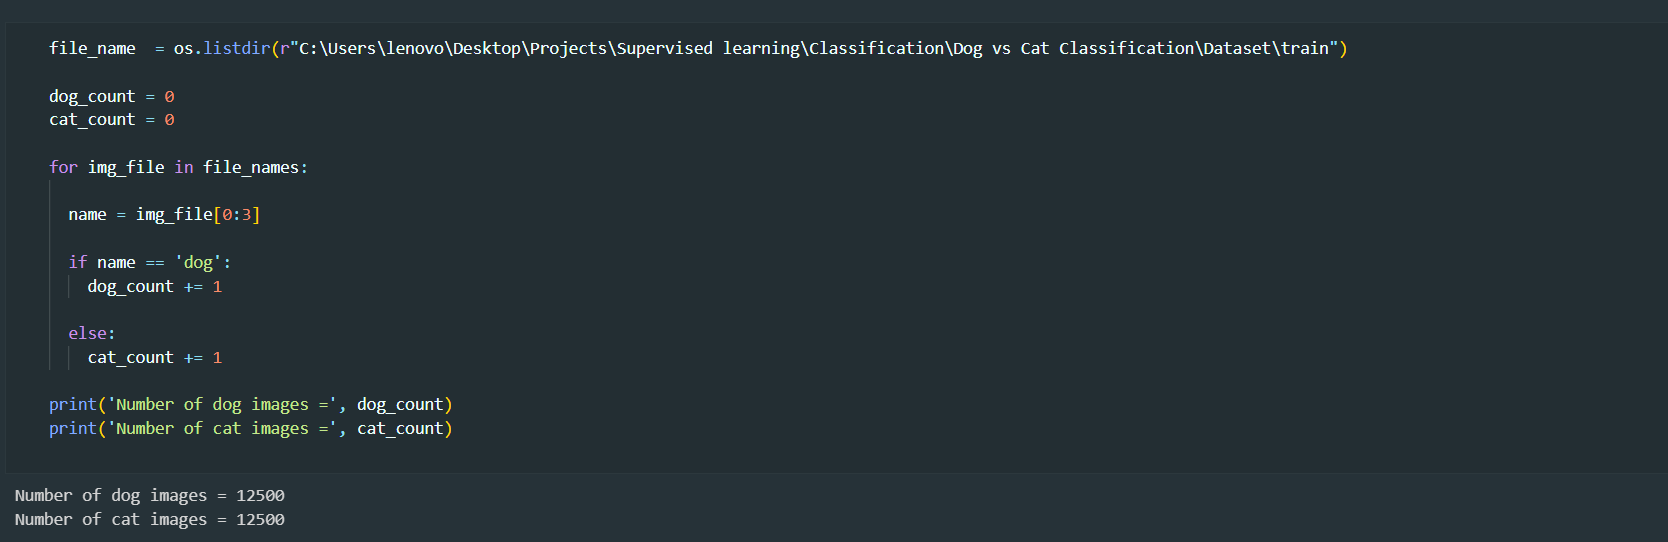 file_name  = os.listdir(r"C:\Users\lenovo\Desktop\Projects\Supervised learning\Classification\Dog vs Cat Classification\Dataset\train")
dog_count = 0
cat_count = 0
for img_file in file_names:
name = img_file[0:3]
if name == 'dog':
dog_count += 1
else:
cat_count += 1
print('Number of dog images =', dog_count)
print('Number of cat images =', cat_count)
Number of dog images = 12500
Number of cat images = 12500